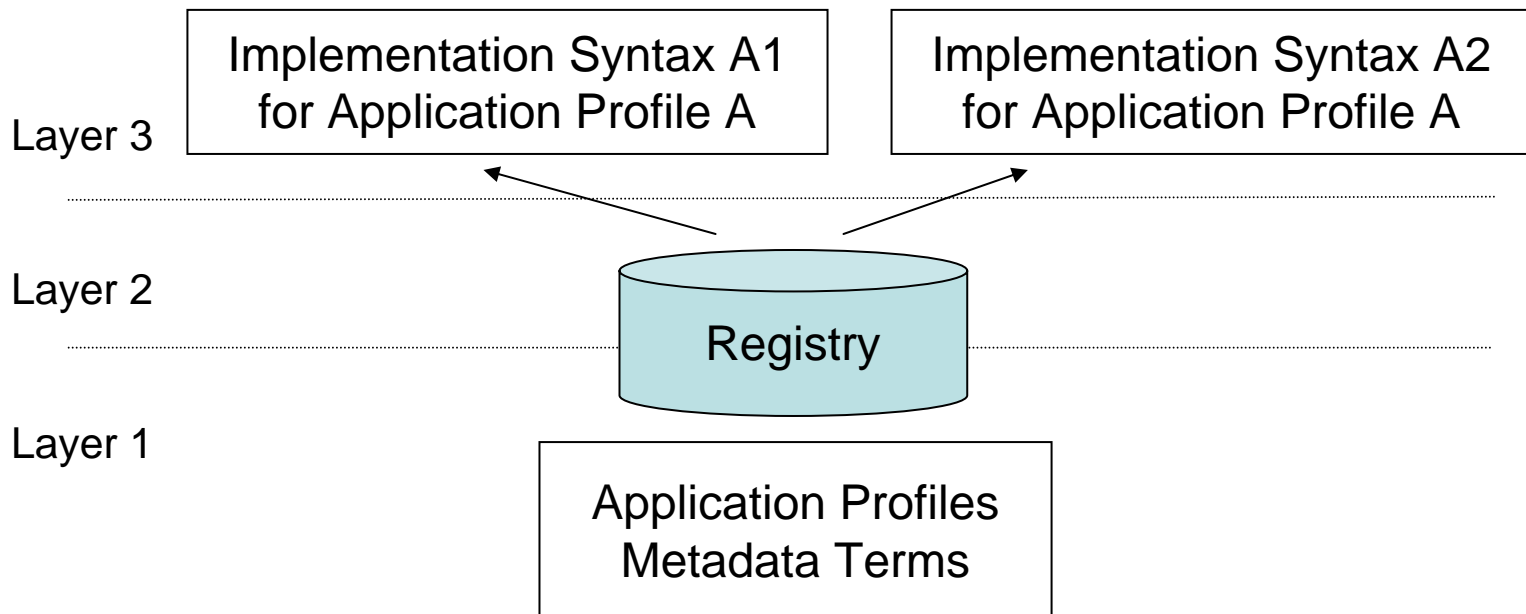 Implementation Syntax A1
for Application Profile A
Implementation Syntax A2
for Application Profile A
Layer 3
Layer 2
Registry
Layer 1
Application Profiles
Metadata Terms